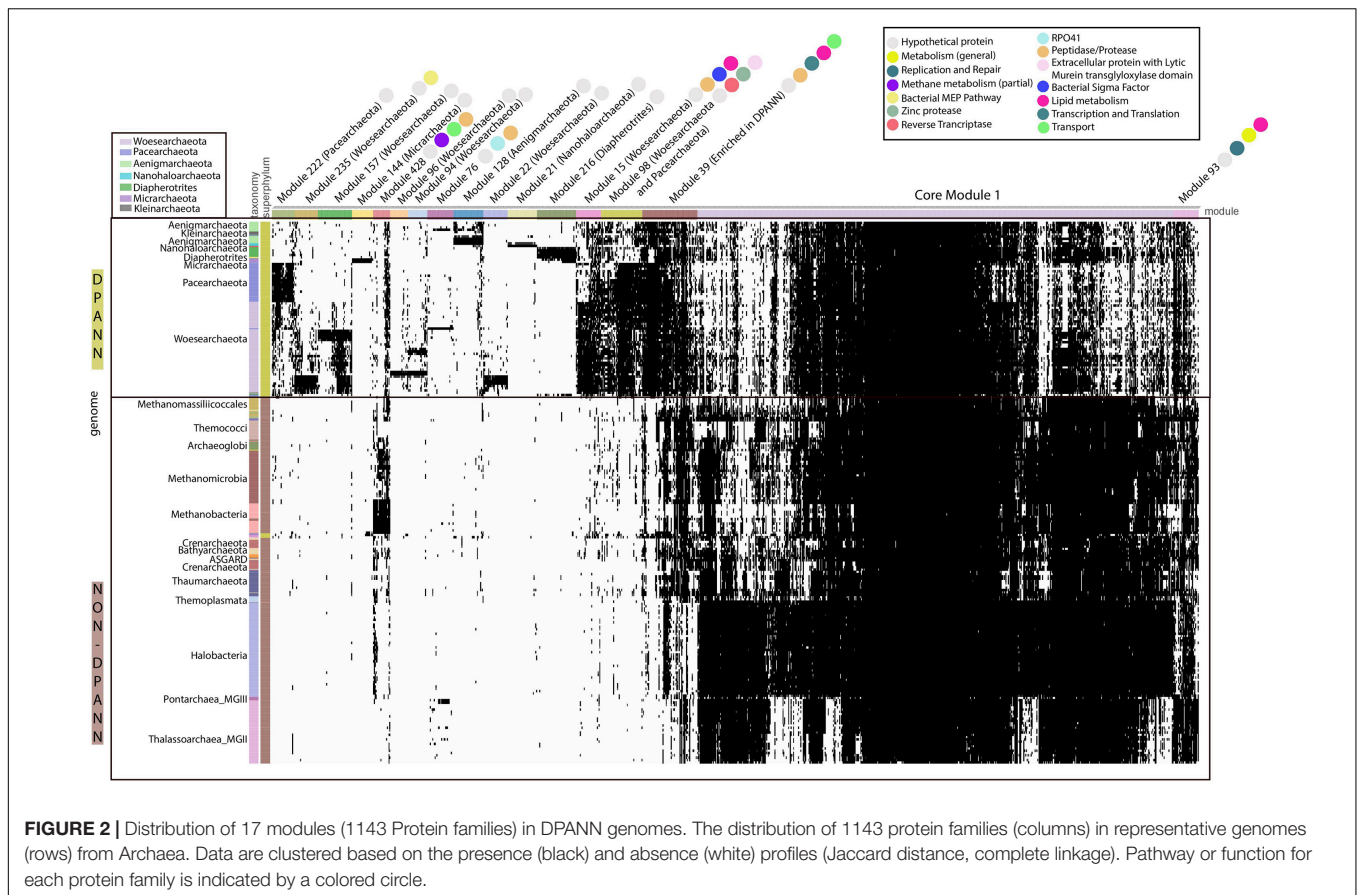 Hypothetical protein
Metabolism (general)
Replication and Repair
Methane metabolism (partial)
Bacterial MEP Pathway
Zinc protease
Reverse Trancriptase
RPO41
Peptidase/Protease
Extracellular protein with Lytic
Murein transglyloxylase domain
Bacterial Sigma Factor
Lipid metabolism
Transcription and Translation
Transport
Woesearchaeota
Pacearchaeota
Aenigmarchaeota
Nanohaloarchaeota
Diapherotrites
Micrarchaeota
Kleinarchaeota
taxonomy
superphylum
Module 222 (Pacearchaeota)
Module 235 (Woesearchaeota)
Module 157 (Woesearchaeota)
Module 144 (Micrarchaeota)
Module 428
Module 96 (Woesearchaeota)
Module 94 (Woesearchaeota)
Module 76
Module 128 (Aenigmarchaeota)
Module 22 (Woesearchaeota)
Module 21 (Nanohaloarchaeota)
Module 216 (Diapherotrites)
Module 15 (Woesearchaeota)
Module 98 (Woesearchaeota
and Pacearchaeota)
Module 39 (Enriched in DPANN)
Core Module 1
Module 93
module
DPANN
genome
NON-DPANN
Aenigmarchaeota
Kleinarchaeota
Aenigmarchaeota
Nanohaloarchaeota
Diapherotrites
Micrarchaeota
Pacearchaeota
Woesearchaeota
Methanomassiliicoccales
Themococci
Archaeoglobi
Methanomicrobia
Methanobacteria
Crenarchaeota
Bathyarchaeota
ASGARD
Crenarchaeota
Thaumarchaeota
Themoplasmata
Halobacteria
Pontarchaea_MGIII
Thalassoarchaea_MGII
FIGURE 2 | Distribution of 17 modules (1143 Protein families) in DPANN genomes. The distribution of 1143 protein families (columns) in representative genomes
(rows) from Archaea. Data are clustered based on the presence (black) and absence (white) profiles (Jaccard distance, complete linkage). Pathway or function for
each protein family is indicated by a colored circle.